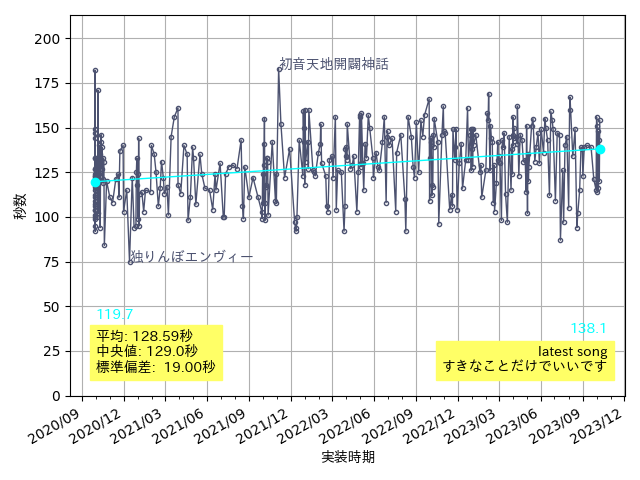 200
175
150
125
100
75
50
25
0
秒数
初音天地開闢神話
独りんぼエンヴィー
119.7
138.1
平均: 128.59秒
中央値: 129.0秒
標準偏差: 19.00秒
latest song
すきなことだけでいいです
2020/09
2020/12
2021/03
2021/06
2021/09
2021/12
2022/03
2022/06
2022/09
2022/12
2023/03
2023/06
2023/09
2023/12
実装時期